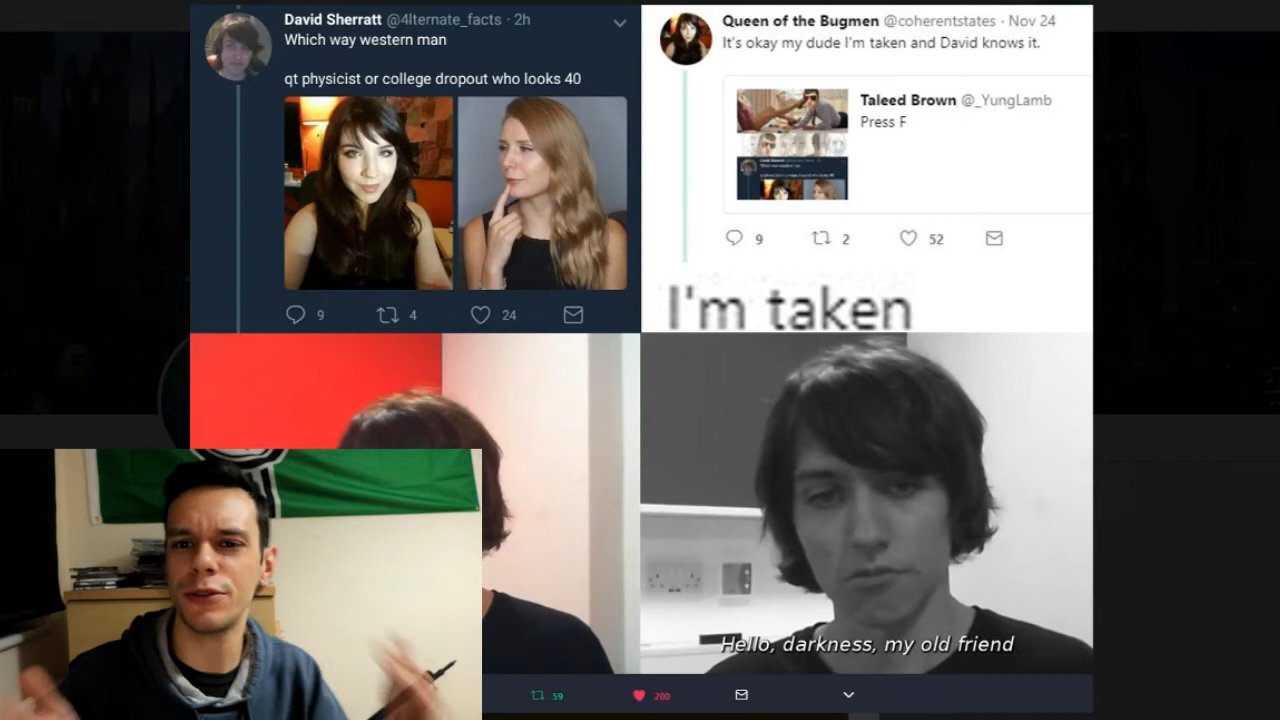 David Sherratt @4lternate_facts · 2h
Which way western man
qt physicist or college dropout who looks 40
9 4 24
Queen of the Bugmen @coherentstates · Nov 24
It's okay my dude I'm taken and David knows it.
Taleed Brown @_YungLamb
Press F
9 2 52
I'm taken
Hello, darkness, my old friend
59 200